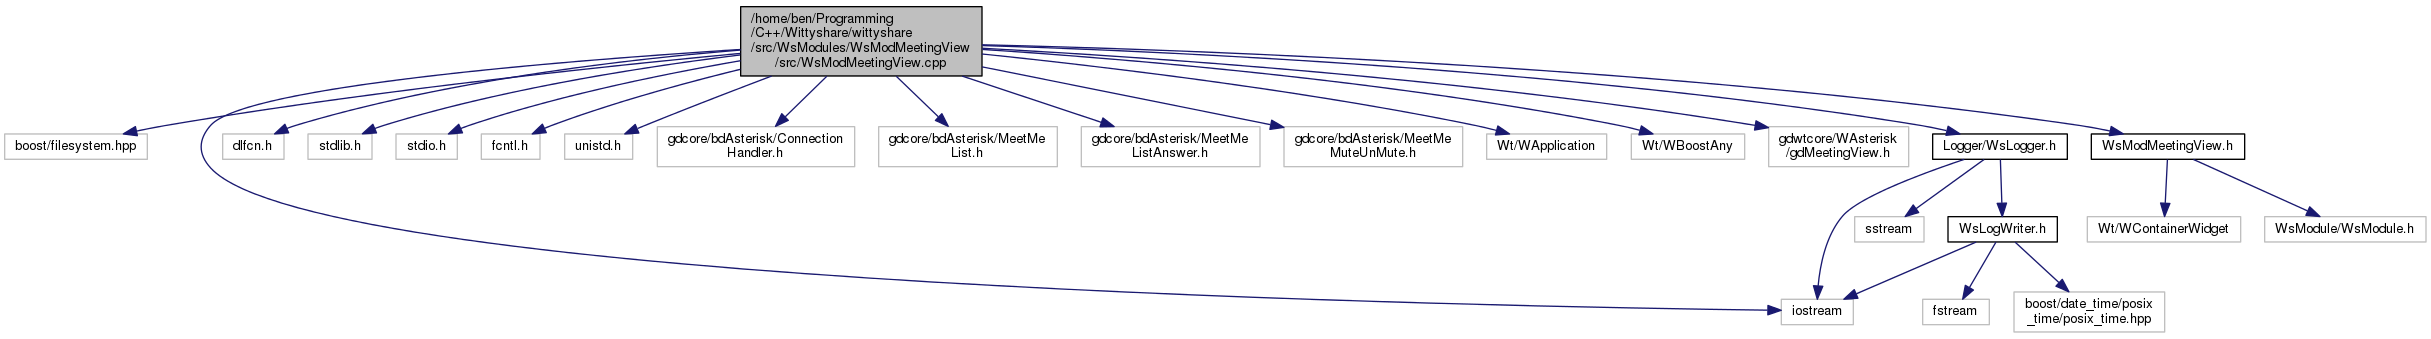 /home/ben/Programming
/C++/Wittyshare/wittyshare
/src/WsModules/WsModMeetingView
/src/WsModMeetingView.cpp
boost/filesystem.hpp
dlfcn.h
stdlib.h
stdio.h
fcntl.h
unistd.h
gdcore/bdAsterisk/Connection
Handler.h
gdcore/bdAsterisk/MeetMe
List.h
gdcore/bdAsterisk/MeetMe
ListAnswer.h
gdcore/bdAsterisk/MeetMe
MuteUnMute.h
Wt/WApplication
Wt/WBoostAny
gdwtcore/WAsterisk
/gdMeetingView.h
Logger/WsLogger.h
WsModMeetingView.h
sstream
WsLogWriter.h
Wt/WContainerWidget
WsModule/WsModule.h
iostream
fstream
boost/date_time/posix
_time/posix_time.hpp